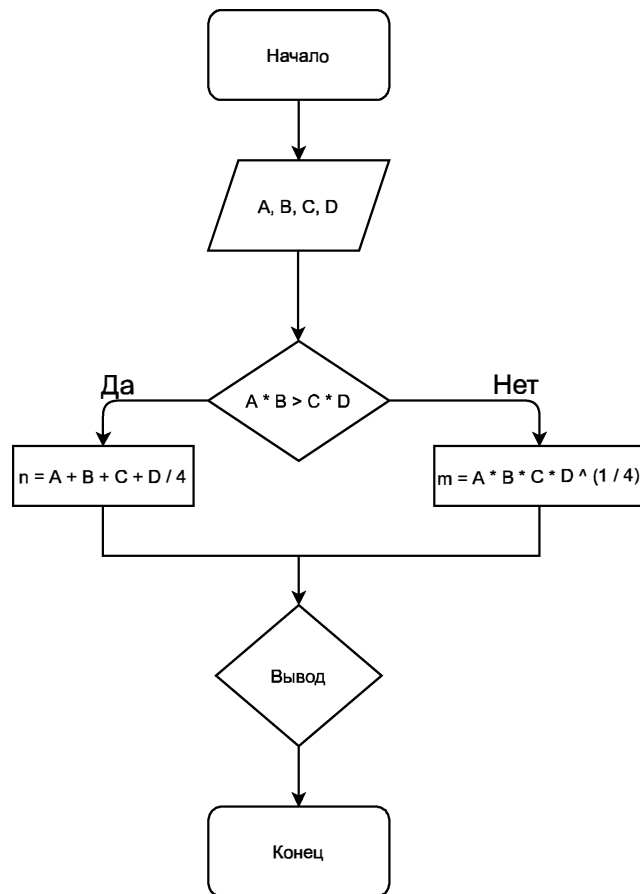 Начало
A, B, C, D
A * B > C * D
Да
Нет
n = A + B + C + D / 4
m = A * B * C * D ^ (1 / 4)
Вывод
Конец